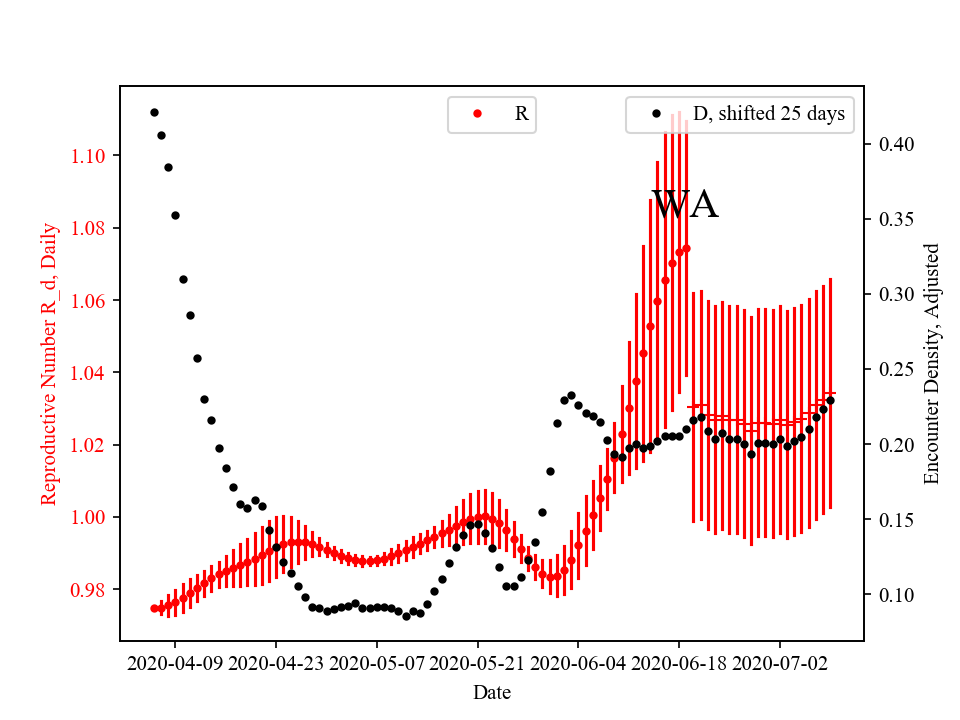 R
D, shifted 25 days
WA
Reproductive Number R_d, Daily
1.10
1.08
1.06
1.04
1.02
1.00
0.98
0.40
0.35
0.30
0.25
0.20
0.15
0.10
Encounter Density, Adjusted
2020-04-09 2020-04-23 2020-05-07 2020-05-21 2020-06-04 2020-06-18 2020-07-02
Date